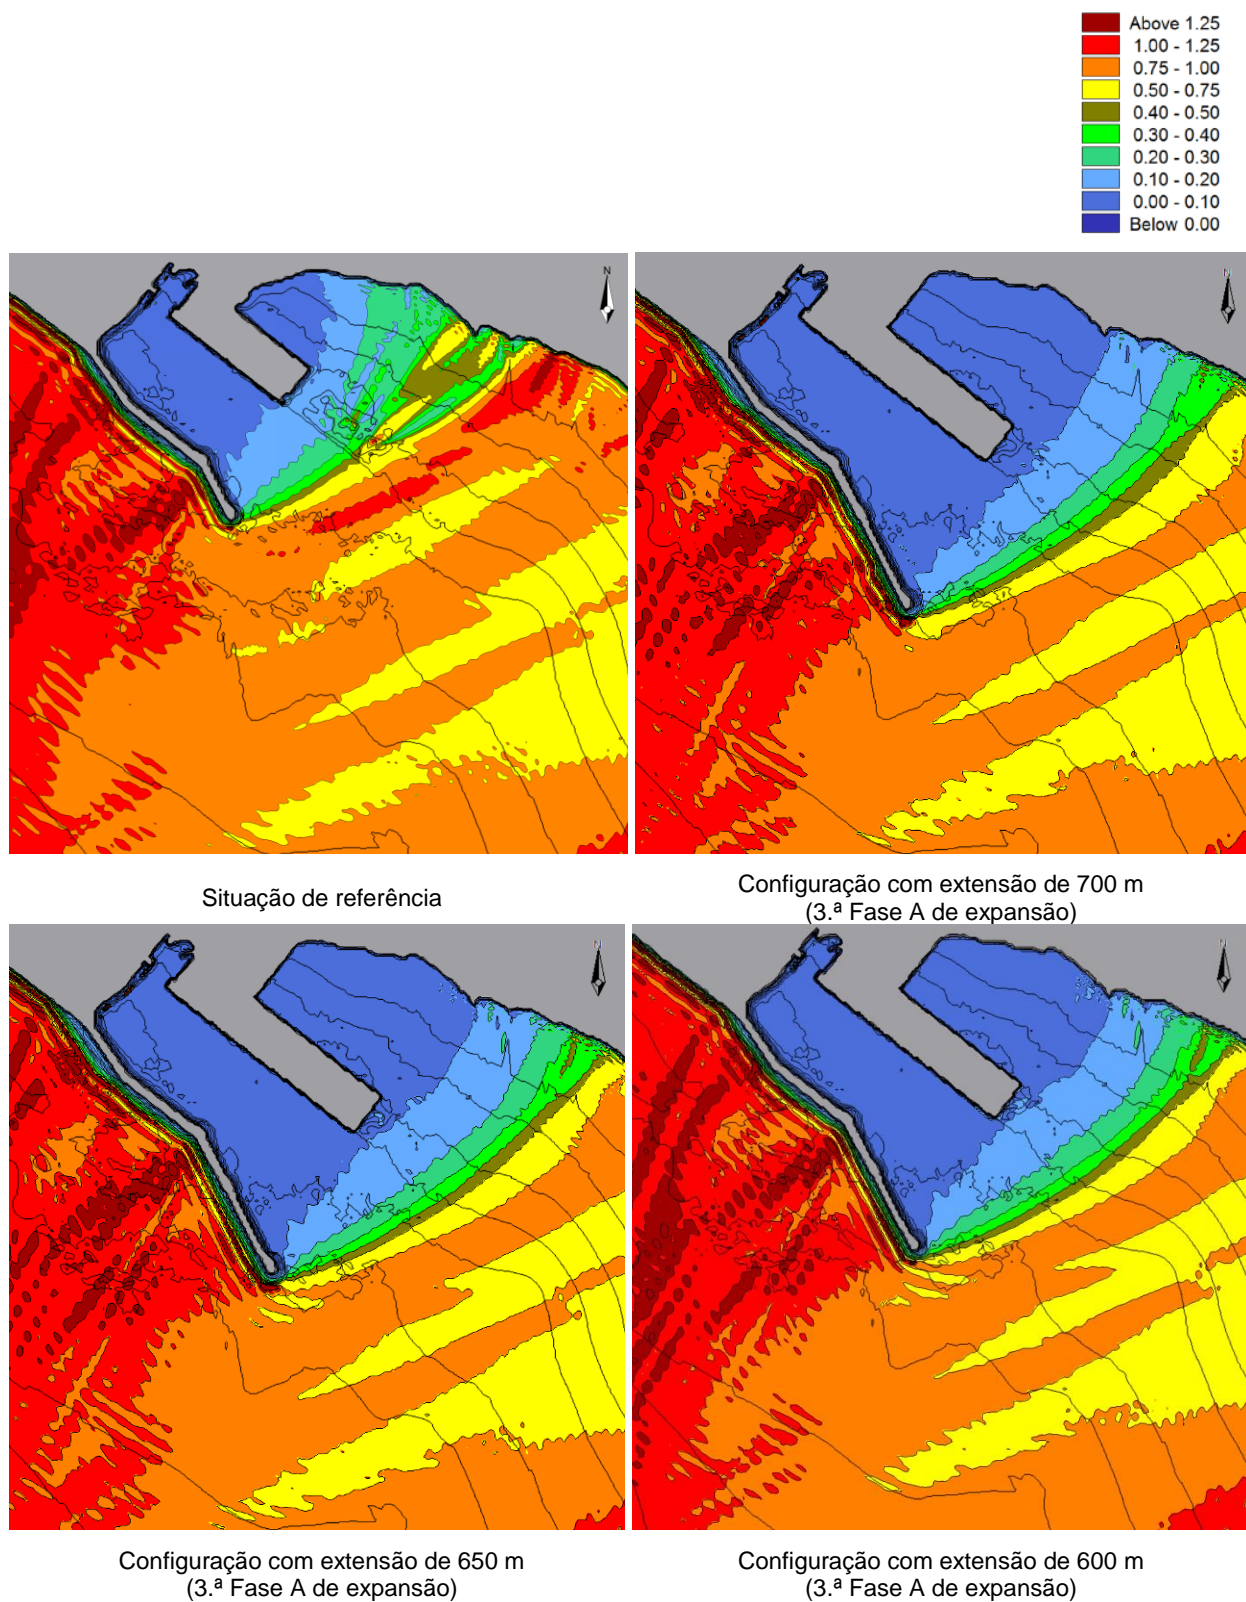 Above 1.25
1.00 - 1.25
0.75 - 1.00
0.50 - 0.75
0.40 - 0.50
0.30 - 0.40
0.20 - 0.30
0.10 - 0.20
0.00 - 0.10
Below 0.00
N
N
Situação de referência
Configuração com extensão de 700 m
(3.ª Fase A de expansão)
N
N
Configuração com extensão de 650 m
(3.ª Fase A de expansão)
Configuração com extensão de 600 m
(3.ª Fase A de expansão)